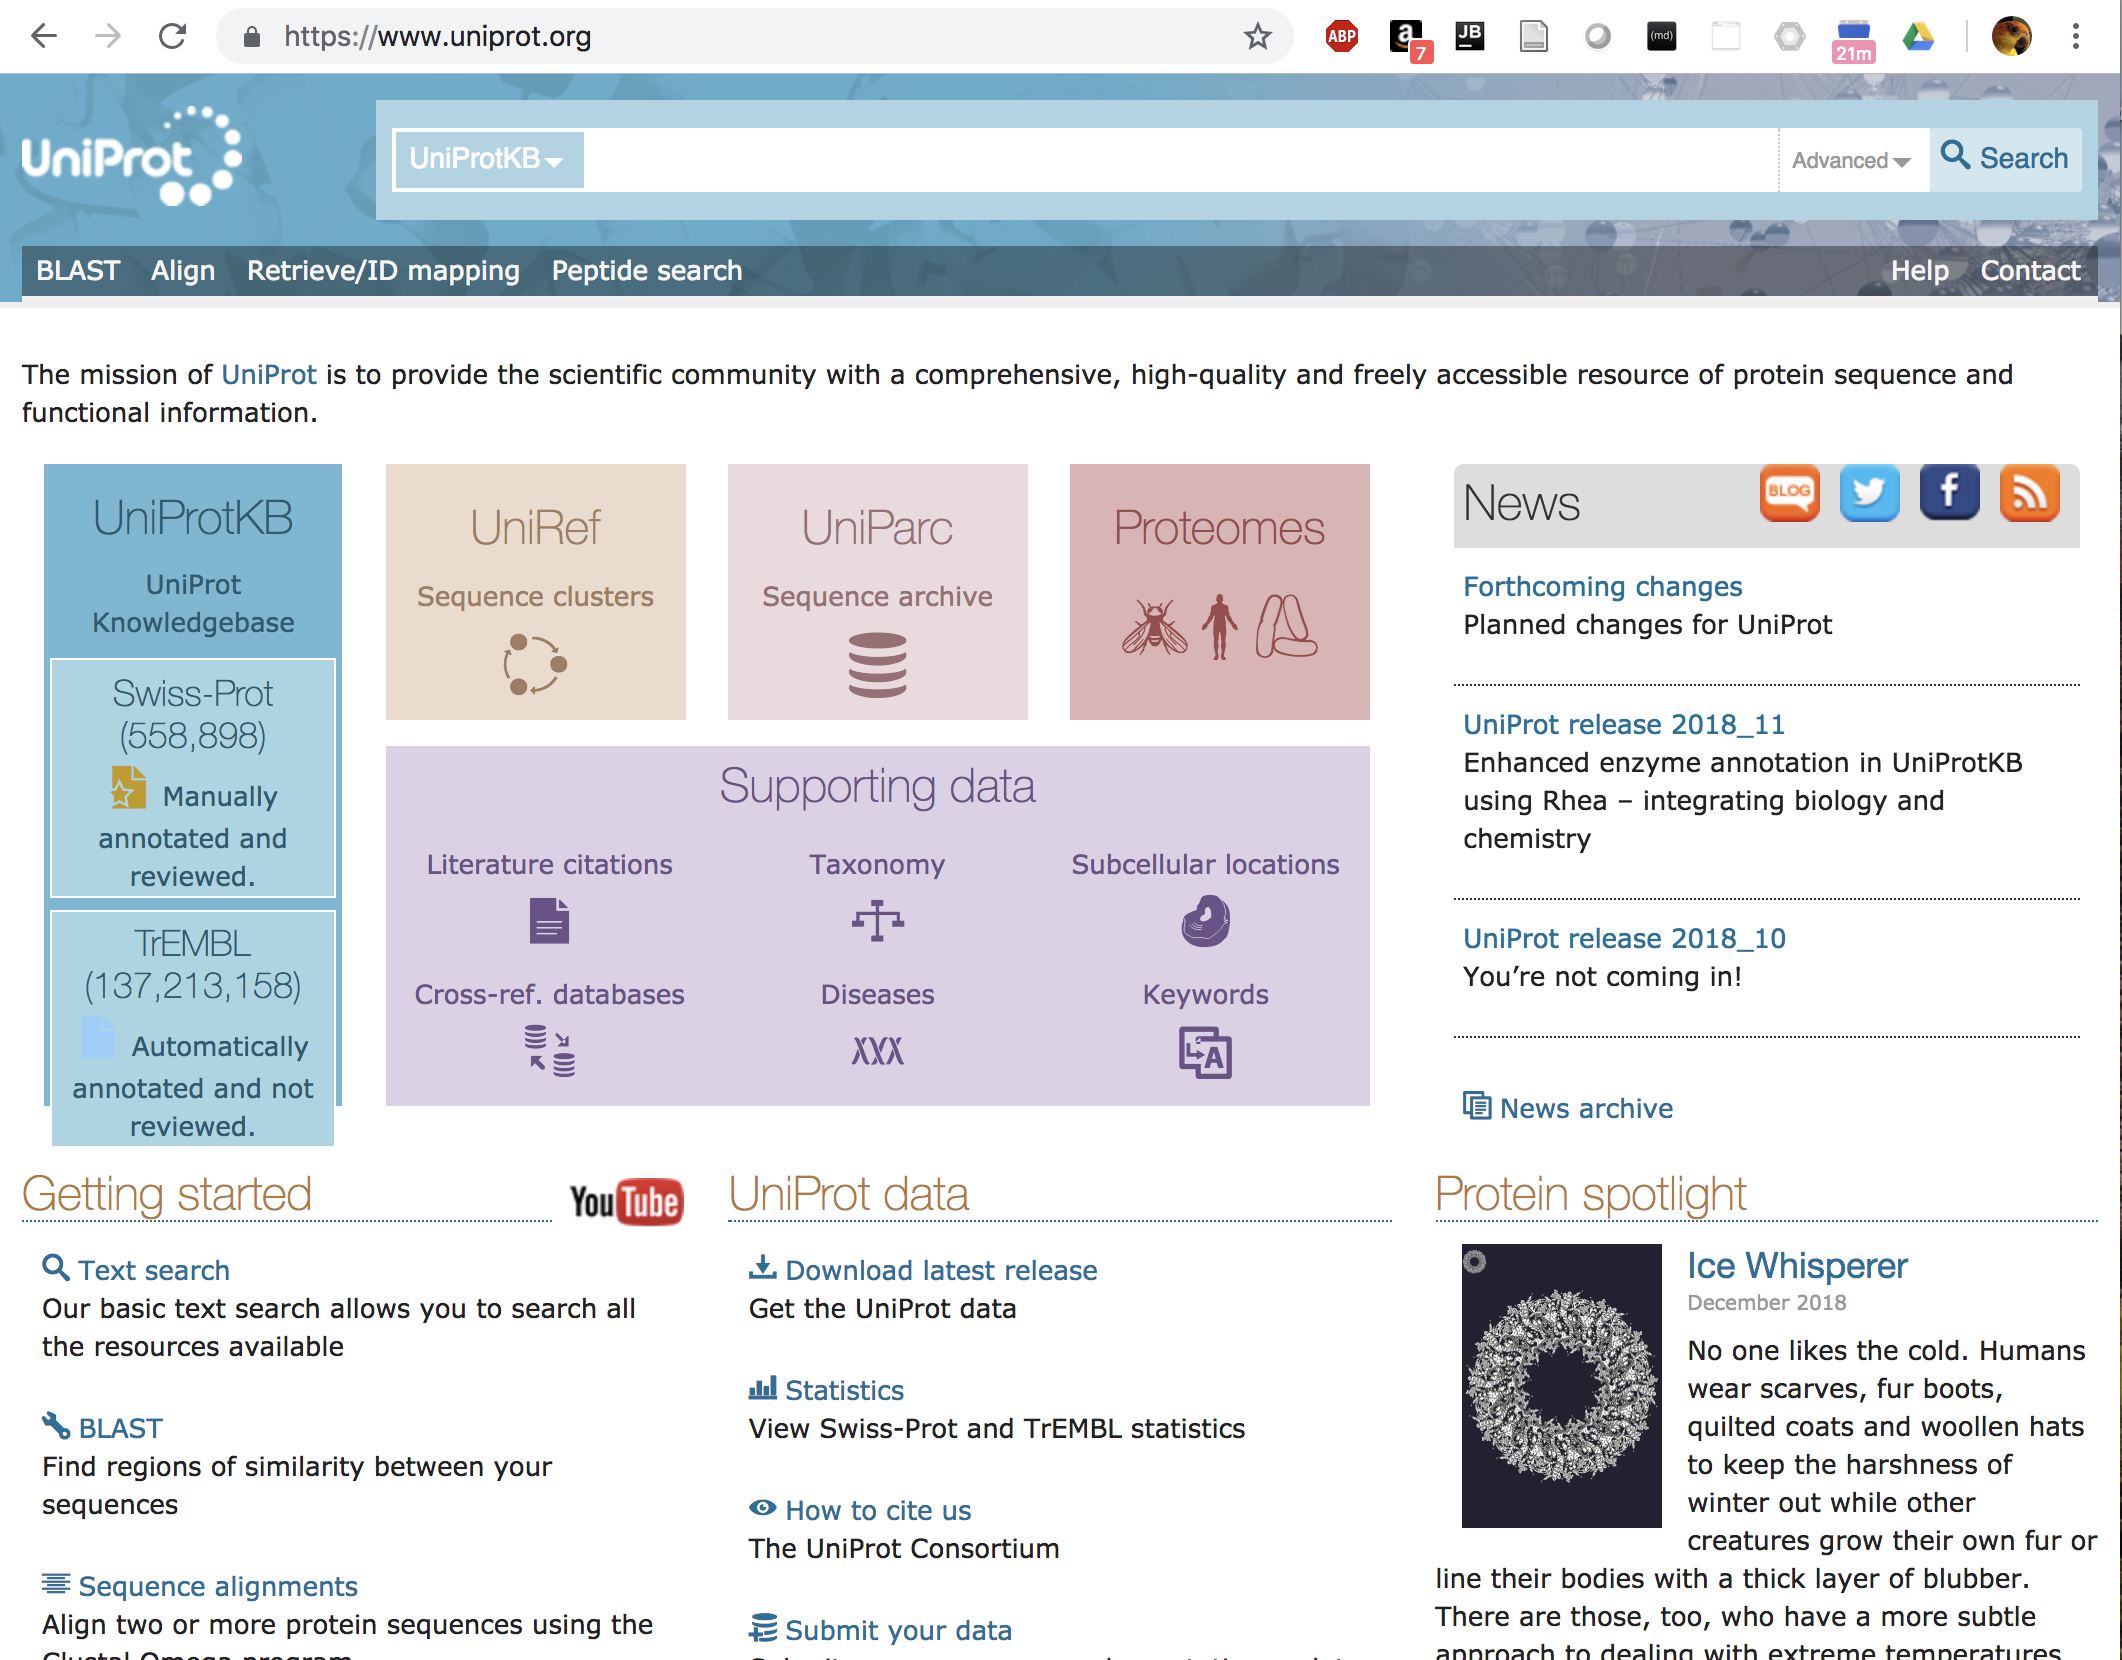 https://www.uniprot.org
ABP
a
7
JB
(md)
21m
UniProt
UniProtKB
Advanced
Search
BLAST Align Retrieve/ID mapping Peptide search Help Contact
The mission of UniProt is to provide the scientific community with a comprehensive, high-quality and freely accessible resource of protein sequence and
functional information.
UniProtKB
UniProt
Knowledgebase
Swiss-Prot
(558,898)
Manually
annotated and
reviewed.
TrEMBL
(137,213,158)
Automatically
annotated and not
reviewed.
UniRef
Sequence clusters
UniParc
Sequence archive
Proteomes
Supporting data
Literature citations
Taxonomy
Subcellular locations
Cross-ref. databases
Diseases
Keywords
A
News
BLOG
f
Forthcoming changes
Planned changes for UniProt
UniProt release 2018_11
Enhanced enzyme annotation in UniProtKB
using Rhea – integrating biology and
chemistry
UniProt release 2018_10
You’re not coming in!
News archive
Getting started
YouTube
Text search
Our basic text search allows you to search all
the resources available
BLAST
Find regions of similarity between your
sequences
Sequence alignments
Align two or more protein sequences using the
Clustal Omega program
UniProt data
Download latest release
Get the UniProt data
Statistics
View Swiss-Prot and TrEMBL statistics
How to cite us
The UniProt Consortium
Submit your data
Protein spotlight
Ice Whisperer
December 2018
No one likes the cold. Humans
wear scarves, fur boots,
quilted coats and woollen hats
to keep the harshness of
winter out while other
creatures grow their own fur or
line their bodies with a thick layer of blubber.
There are those, too, who have a more subtle
approach to dealing with extreme temperatures